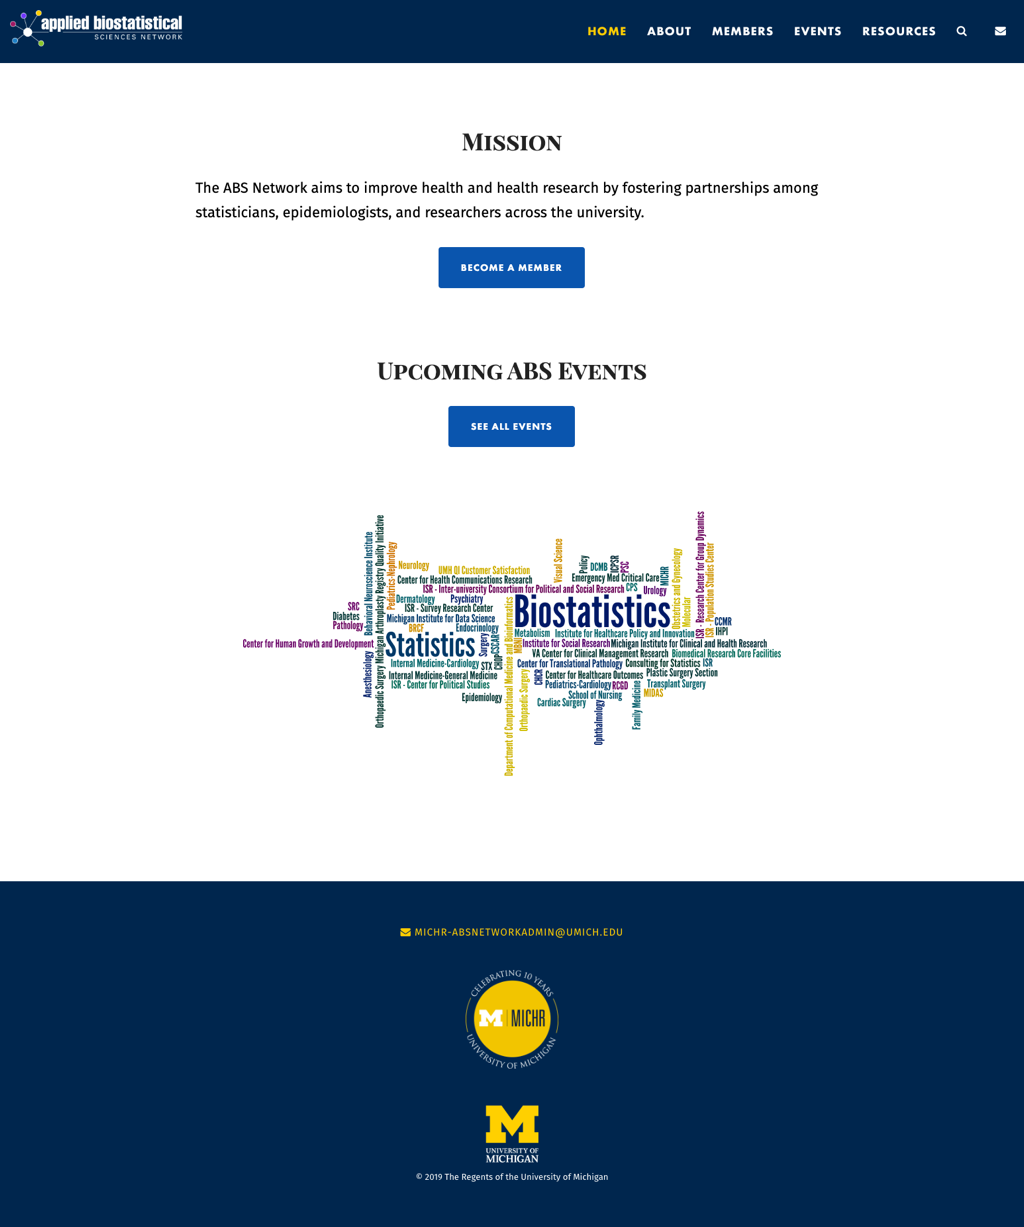 applied biostatistical
SCIENCES NETWORK
HOME ABOUT MEMBERS EVENTS RESOURCES
Mission
The ABS Network aims to improve health and health research by fostering partnerships among
statisticians, epidemiologists, and researchers across the university.
BECOME A MEMBER
Upcoming ABS Events
SEE ALL EVENTS
Behavioral Neuroscience Institute
Orthopaedic Surgery Michigan Arthroplasty Registry Quality Initiative
Pediatrics-Nephrology
Neurology
UMH QI Customer Satisfaction
Visual Science
Policy
DCMB
ICPSR
PSC
Emergency Med Critical Care
MICHR
Obstetrics and Gynecology
Molecular
ISR - Research Center for Group Dynamics
ISR - Population Studies Center
Center for Health Communications Research
ISR - Inter-university Consortium for Political and Social Research
CPS
Urology
Dermatology
Psychiatry
SRC
ISR - Survey Research Center
Biostatistics
Diabetes
Michigan Institute for Data Science
Pathology
BRCF
Endocrinology
CCMR
IHPI
Metabolism
Institute for Healthcare Policy and Innovation
Center for Human Growth and Development
Statistics
Surgery
CSCAR
CHOP
MBNI
Institute for Social Research
Michigan Institute for Clinical and Health Research
VA Center for Clinical Management Research
Biomedical Research Core Facilities
Anesthesiology
Internal Medicine-Cardiology
STX
Center for Translational Pathology
Consulting for Statistics
ISR
Internal Medicine-General Medicine
CHCR
Center for Healthcare Outcomes
Plastic Surgery Section
ISR - Center for Political Studies
Pediatrics-Cardiology
RCGD
Transplant Surgery
Epidemiology
School of Nursing
MIDAS
Cardiac Surgery
Department of Computational Medicine and Bioinformatics
Orthopaedic Surgery
Ophthalmology
Family Medicine
MICHR-ABSNETWORKADMIN@UMICH.EDU
CELEBRATING 10 YEARS
M | MICHR
UNIVERSITY OF MICHIGAN
M
UNIVERSITY OF
MICHIGAN
© 2019 The Regents of the University of Michigan